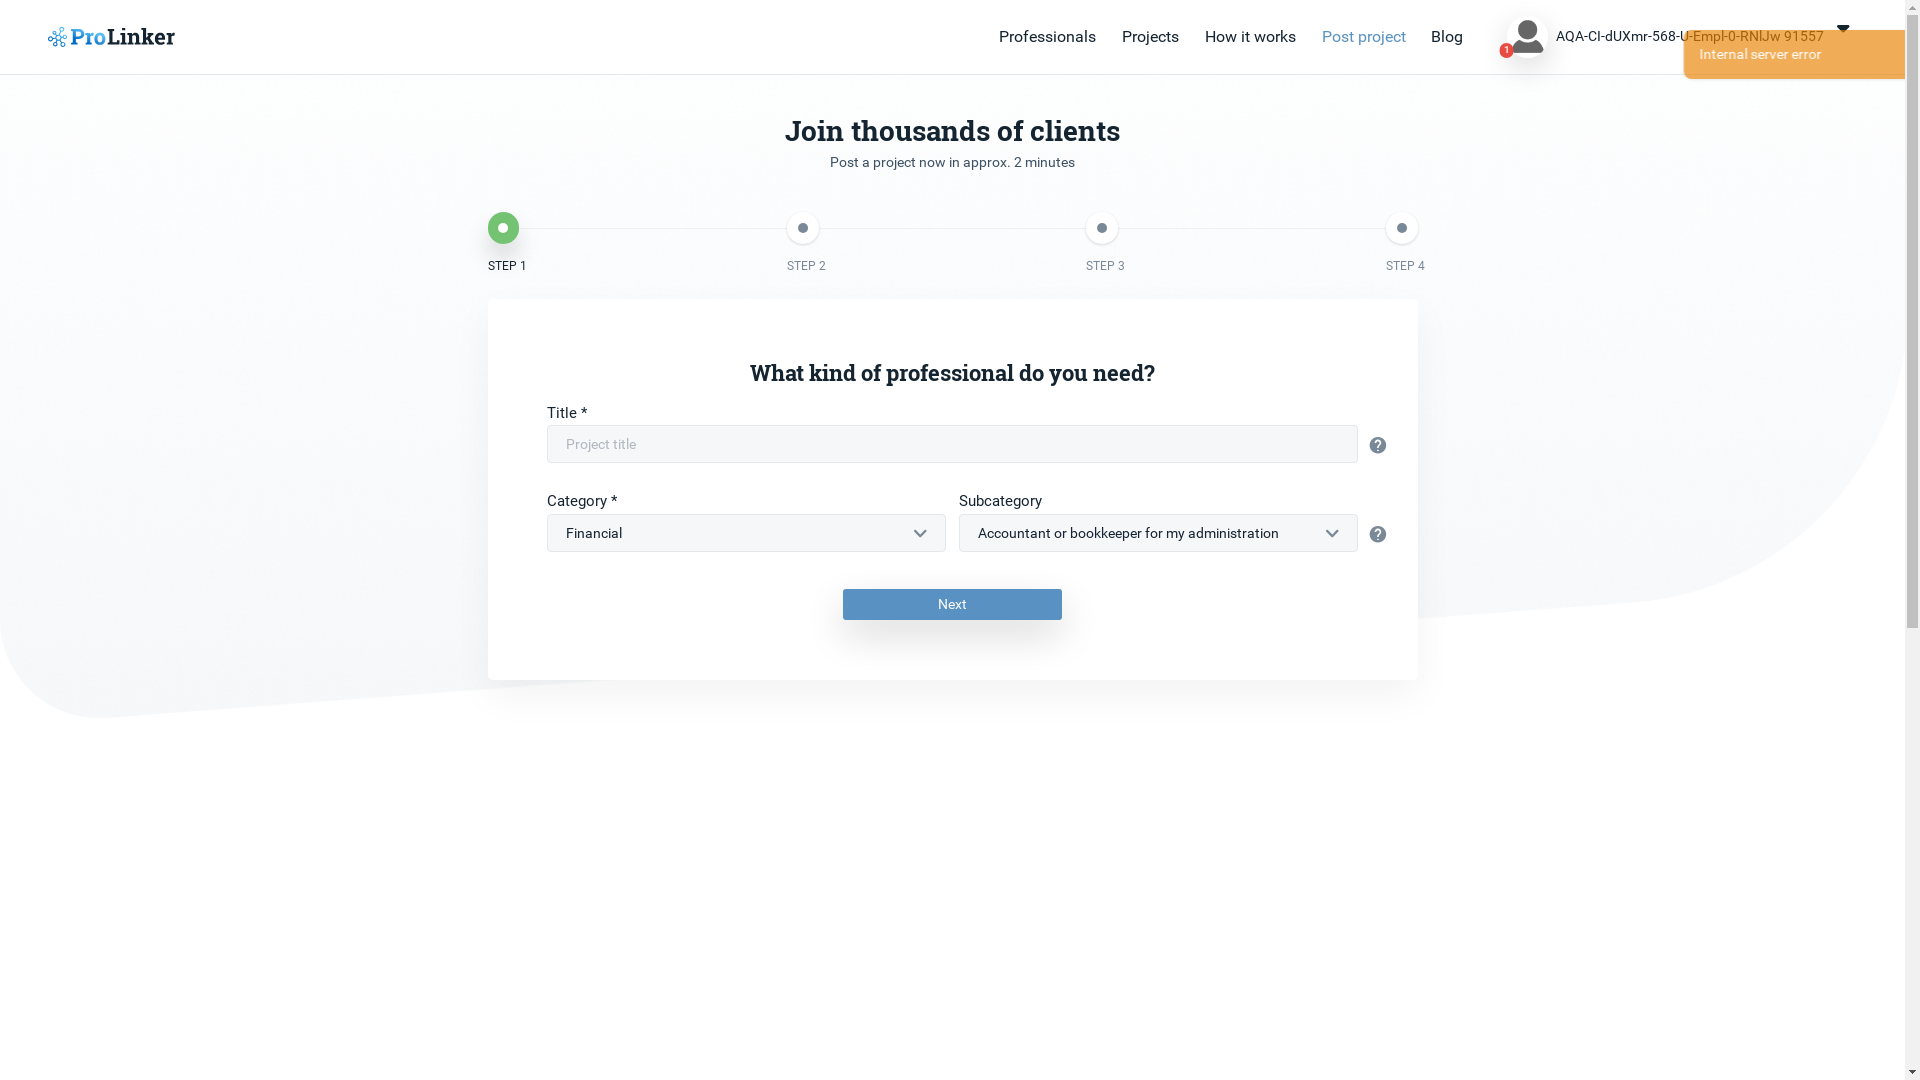 ProLinker
Professionals
Projects
How it works
Post project
Blog
1
AQA-CI-dUXmr-568-U-Empl-0-RNlJw 91557
Internal server error
Join thousands of clients
Post a project now in approx. 2 minutes
STEP 1
STEP 2
STEP 3
STEP 4
What kind of professional do you need?
Title *
Project title
?
Category *
Subcategory
Financial
Accountant or bookkeeper for my administration
?
Next